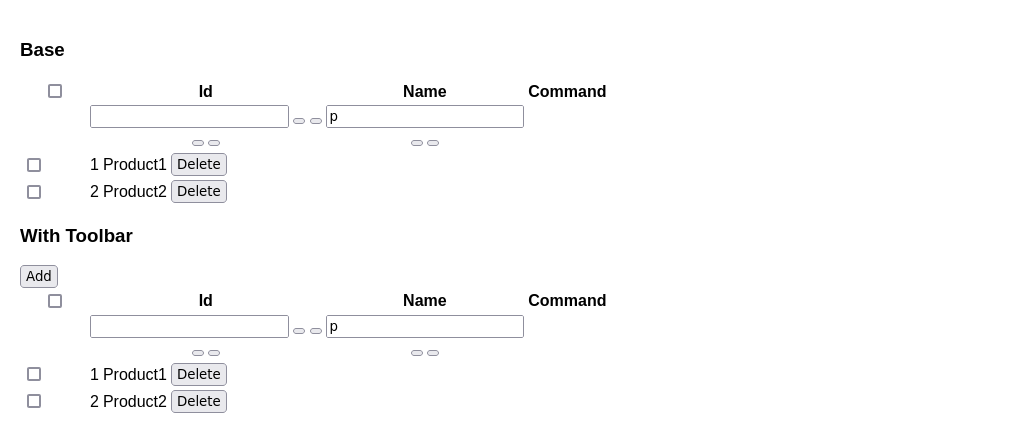 Base
Id Name Command
p
1 Product1 Delete
2 Product2 Delete
With Toolbar
Add
Id Name Command
p
1 Product1 Delete
2 Product2 Delete